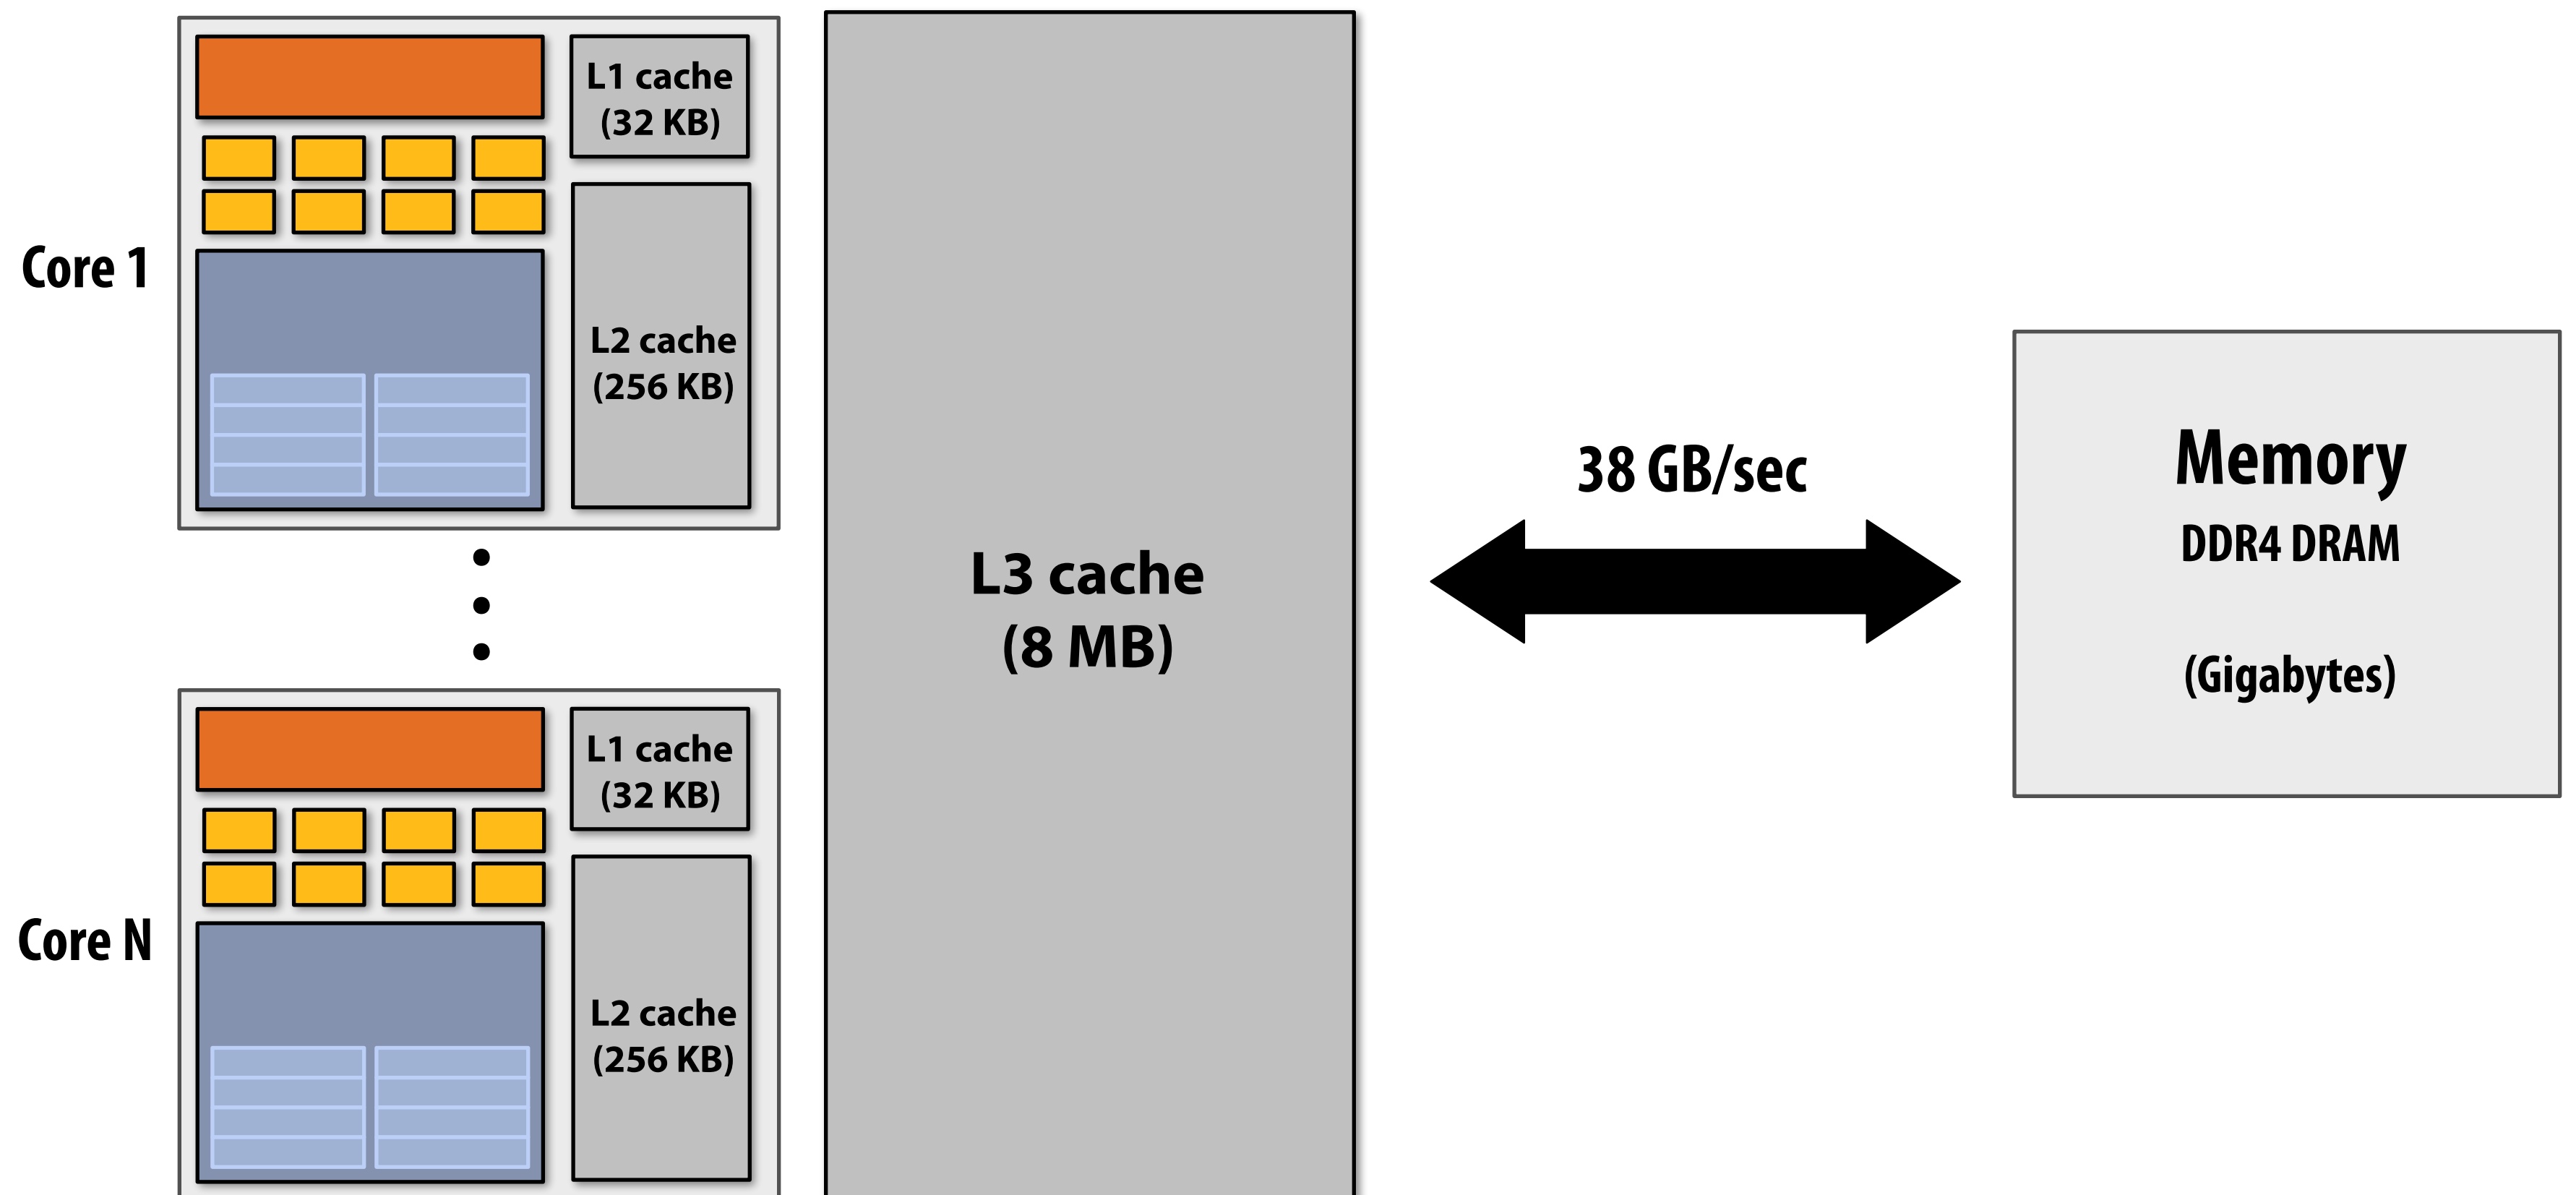 Core 1
L1 cache
(32 KB)
L2 cache
(256 KB)
Core N
L1 cache
(32 KB)
L2 cache
(256 KB)
L3 cache
(8 MB)
38 GB/sec
Memory
DDR4 DRAM
(Gigabytes)